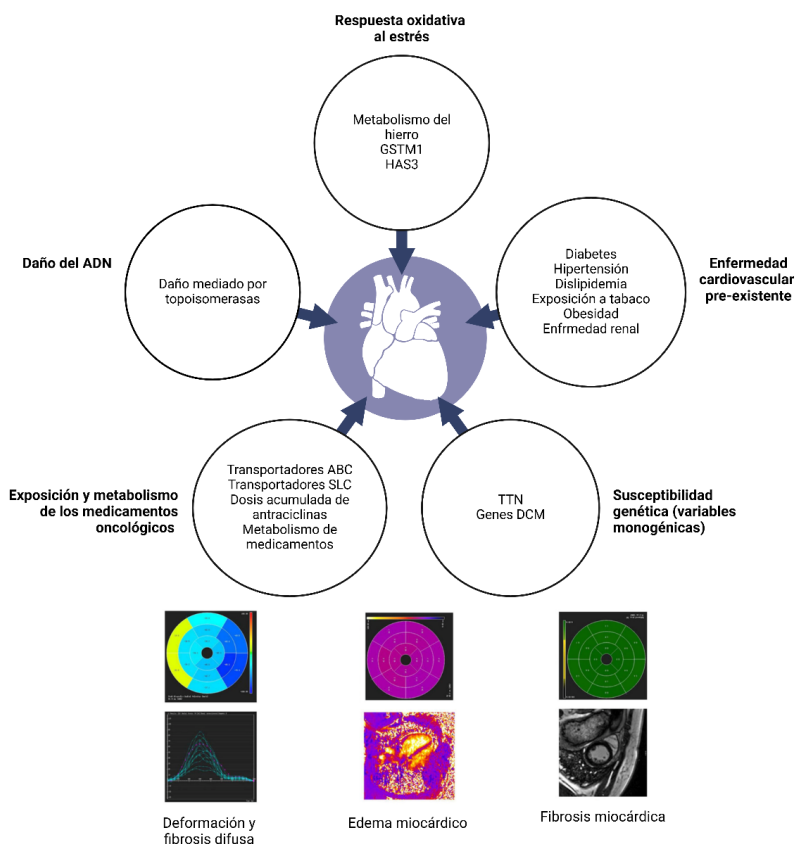 Respuesta oxidativa
al estrés
Metabolismo del
hierro
GSTM1
HAS3
Daño del ADN
Daño mediado por
topoisomerasas
Diabetes
Hipertensión
Dislipidemia
Exposición a tabaco
Obesidad
Enfrmedad renal
Enfermedad
cardiovascular
pre-existente
Exposición y metabolismo
de los medicamentos
oncológicos
Transportadores ABC
Transportadores SLC
Dosis acumulada de
antraciclinas
Metabolismo de
medicamentos
TTN
Genes DCM
Susceptibilidad
genética (variables
monogénicas)
Deformación y
fibrosis difusa
Edema miocárdico
Fibrosis miocárdica